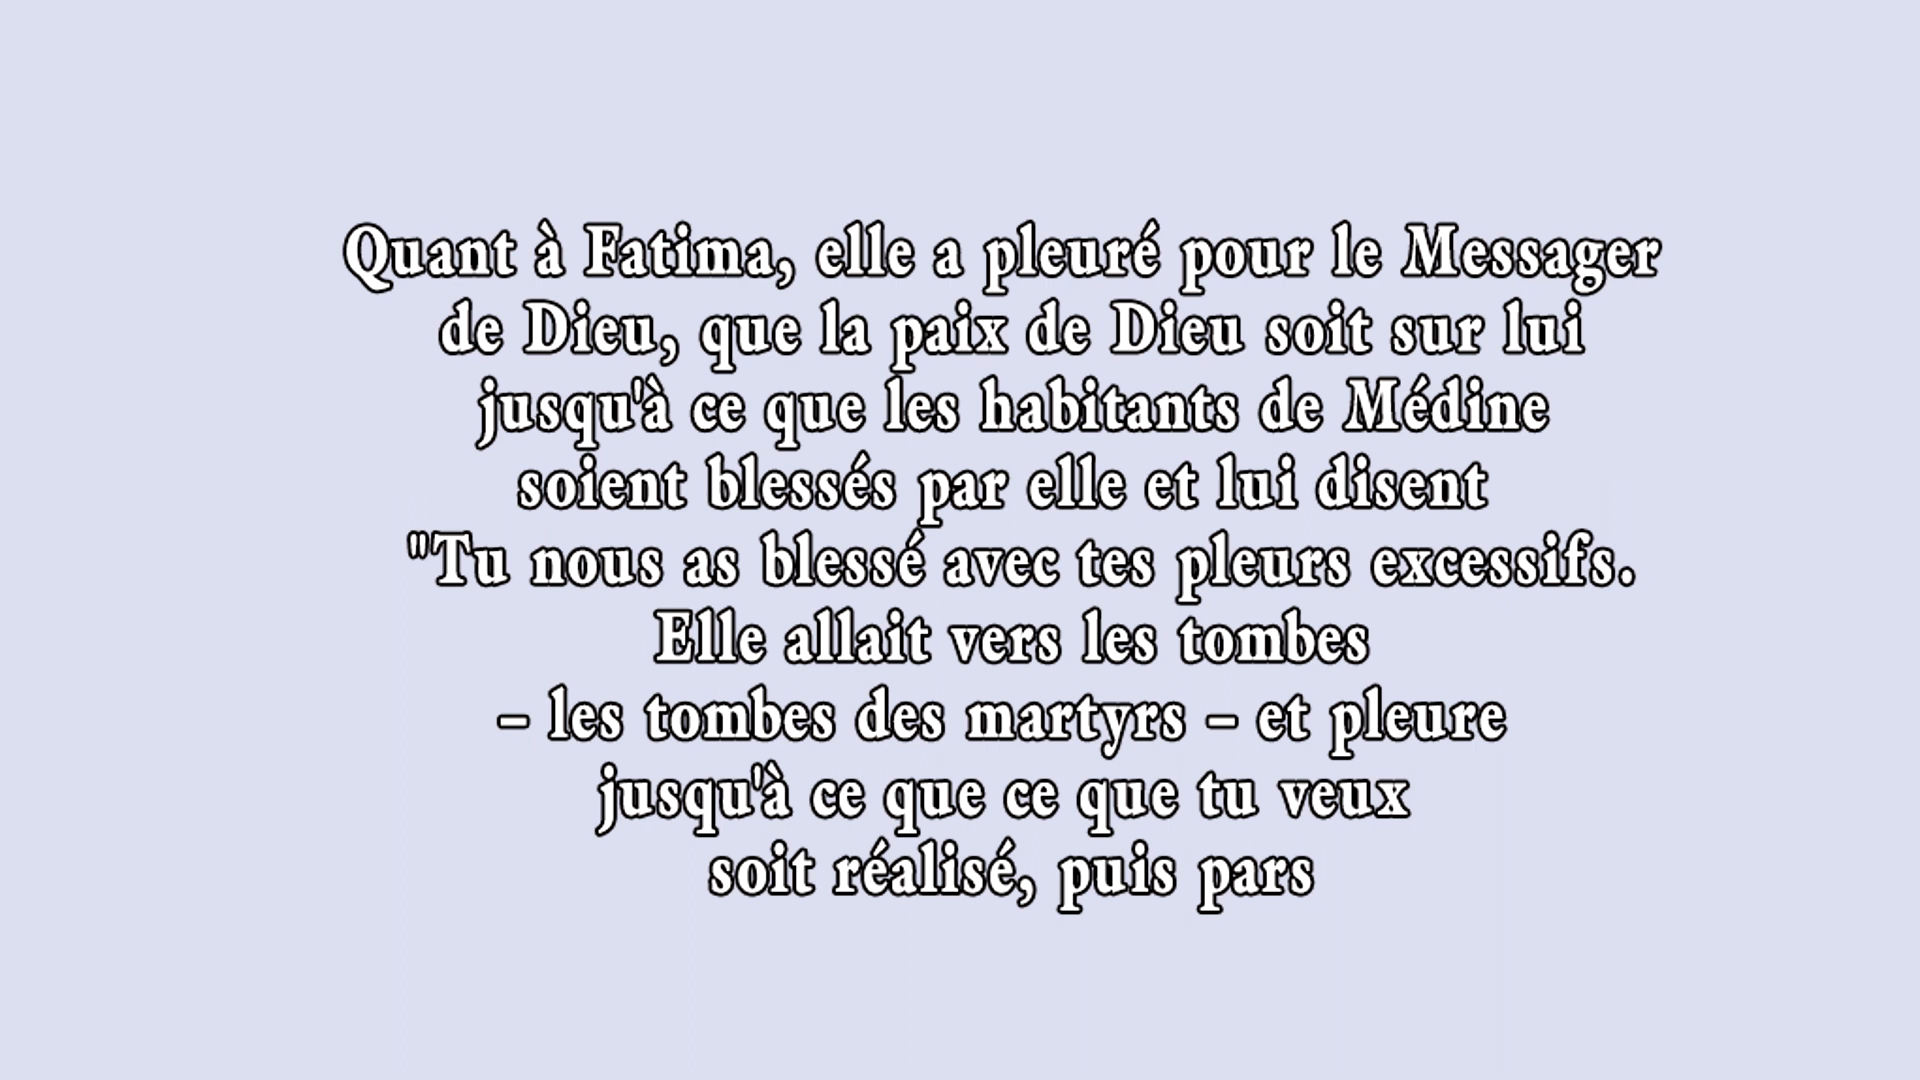 Quant à Fatima, elle a pleuré pour le Messager
de Dieu, que la paix de Dieu soit sur lui
jusqu'à ce que les habitants de Médine
soient blessés par elle et lui disent
"Tu nous as blessé avec tes pleurs excessifs.
Elle allait vers les tombes
– les tombes des martyrs – et pleure
jusqu'à ce que ce que tu veux
soit réalisé, puis pars